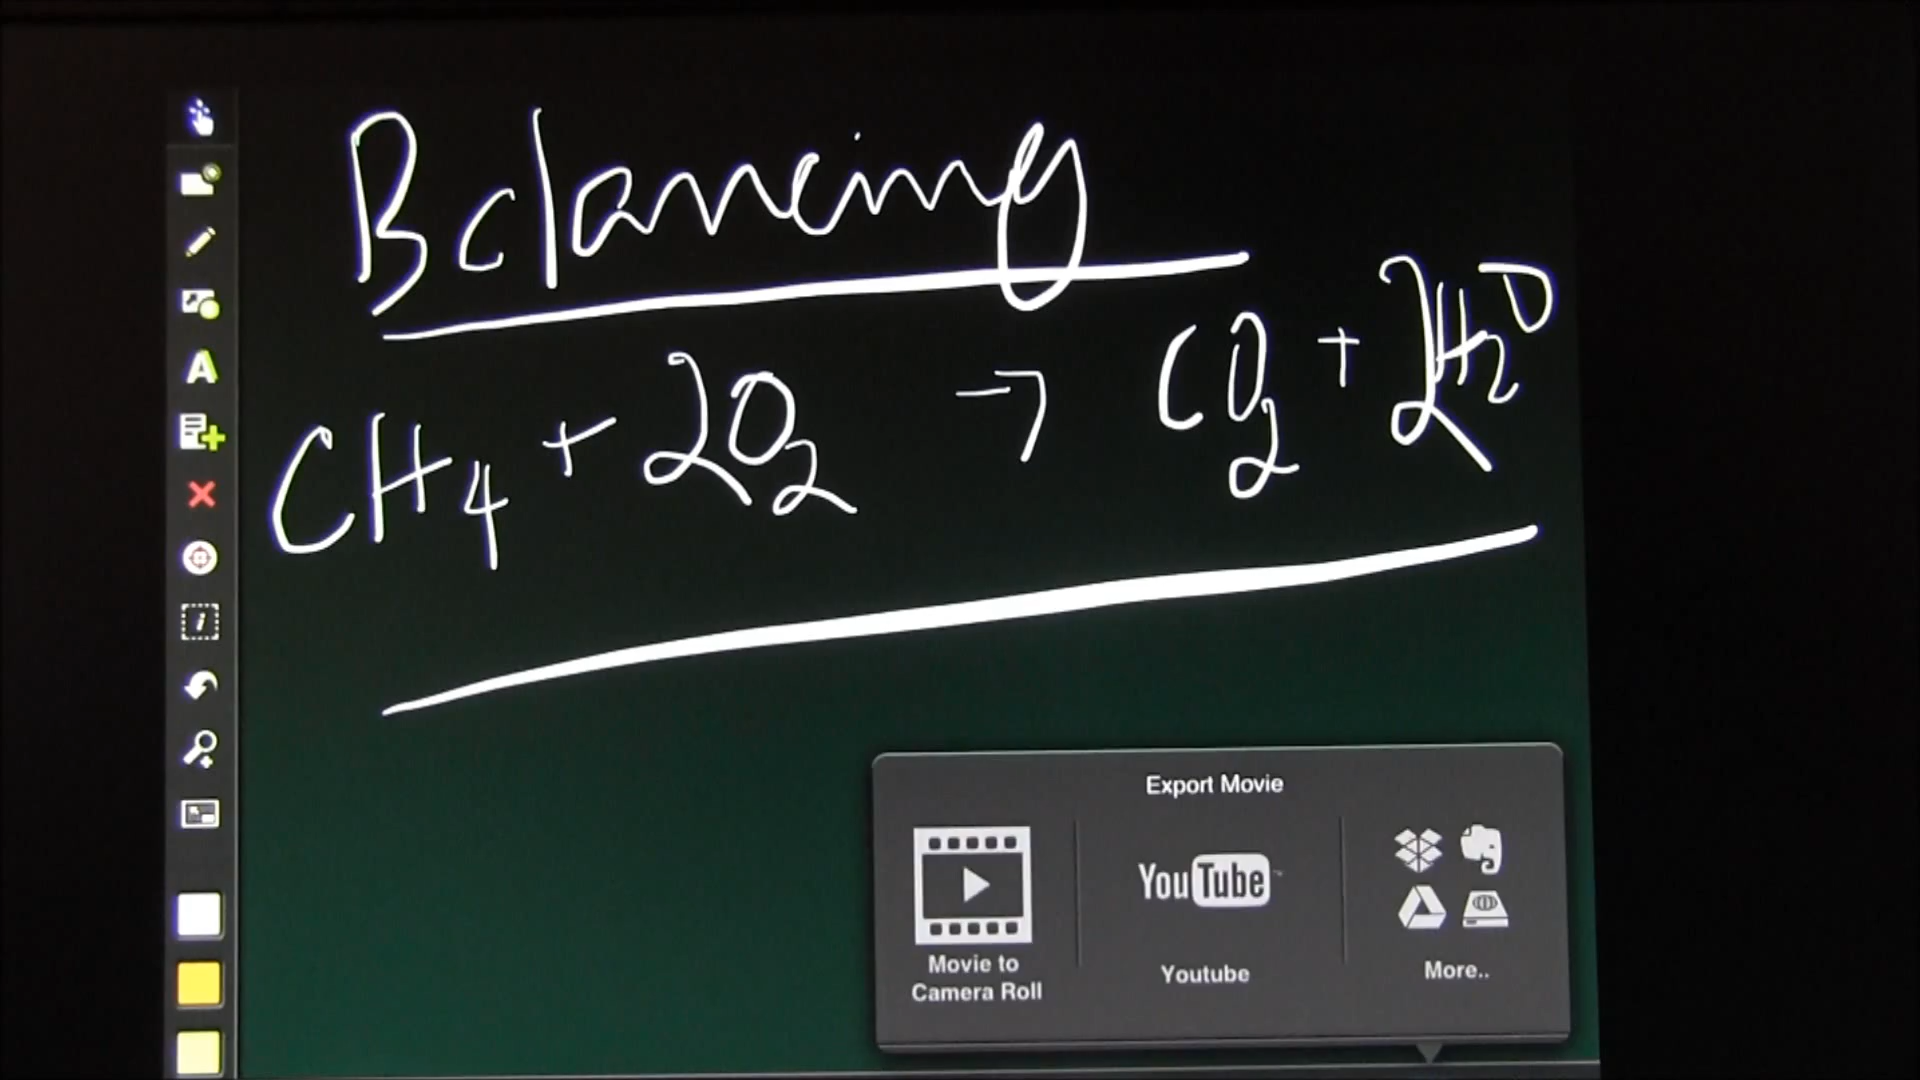 Balancing
CH4 + 2O2 → CO2 + 2H2O
Export Movie
YouTube
Movie to
Camera Roll
Youtube
More..
A
i